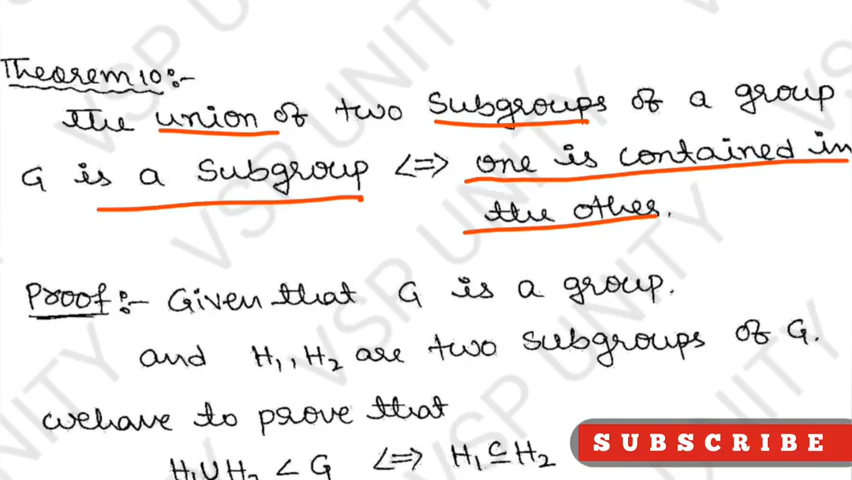 Theorem 10:-
The union of two subgroups of a group
G is a subgroup <=> one is contained in
the other.
Proof:- Given that G is a group.
and H₁, H₂ are two subgroups of G.
we have to prove that
H₁∪H₂ < G <=> H₁ ⊆ H₂
SUBSCRIBE
VSP UNITY